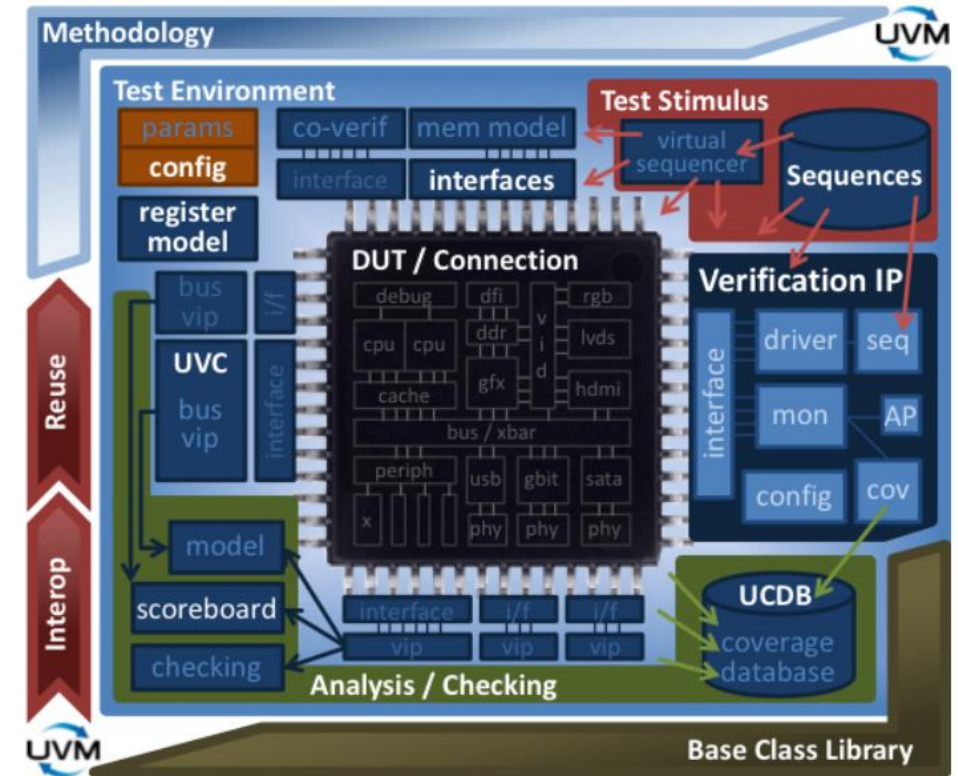 Methodology
UVM
Test Environment
params
config
register
model
co-verif
mem model
interface
interfaces
Test Stimulus
virtual
sequencer
Sequences
DUT / Connection
debug
dfi
v
i
d
rgb
cpu
cpu
ddr
lvds
gfx
cache
hdmi
bus / xbar
periph
usb
gbit
sata
x
phy
phy
phy
bus
vip
i/f
UVC
bus
vip
interface
Verification IP
interface
driver
seq
mon
AP
config
cov
Reuse
Interop
model
scoreboard
checking
interface
i/f
i/f
vip
vip
vip
Analysis / Checking
UCDB
coverage
database
UVM
Base Class Library